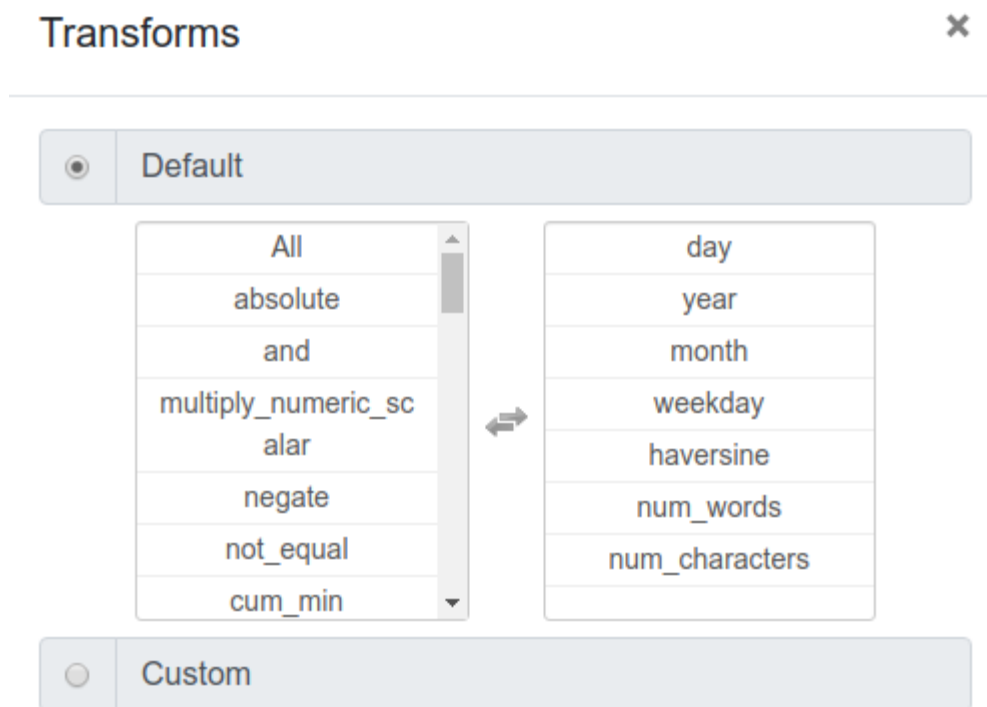 Transforms
Default
All
absolute
and
multiply_numeric_sc
alar
negate
not_equal
cum_min
day
year
month
weekday
haversine
num_words
num_characters
Custom